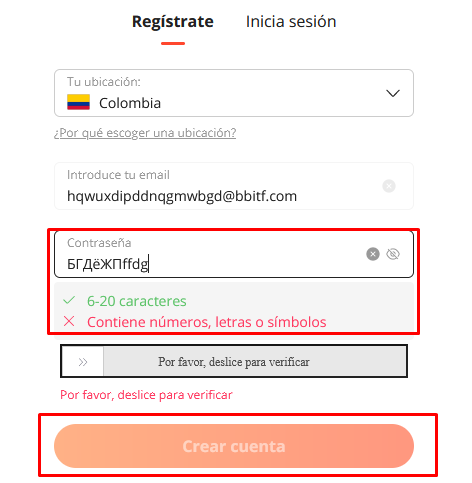 Regístrate Inicia sesión
Tu ubicación:
Colombia
¿Por qué escoger una ubicación?
Introduce tu email
hqwuxdipddnqgmwbgd@bbitf.com
Contraseña
БГДёЖПffdg
6-20 caracteres
Contiene números, letras o símbolos
Por favor, deslice para verificar
Por favor, deslice para verificar
Crear cuenta